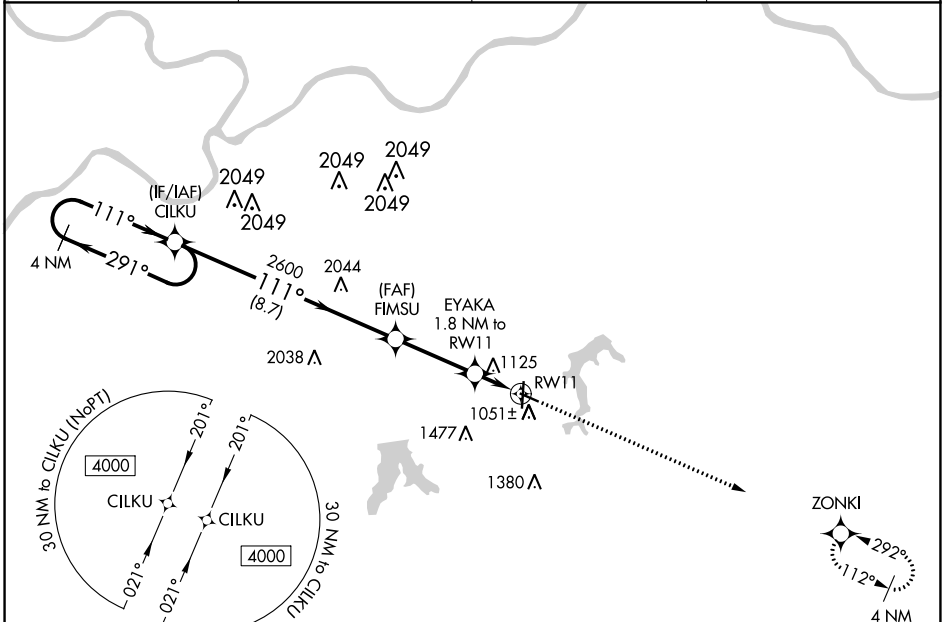 2049
2049
2049
2049
2049
(IF/IAF)
CILKU
111°
291°
4 NM
2600
111°
(8.7)
2044
(FAF)
FIMSU
EYAKA
1.8 NM to
RW11
2038
1125
RW11
1051±
1477
1380
30 NM to CILKU (NoPT)
201°
4000
CILKU
021°
201°
CILKU
4000
021°
30 NM to CILKU
ZONKI
292°
112°
4 NM